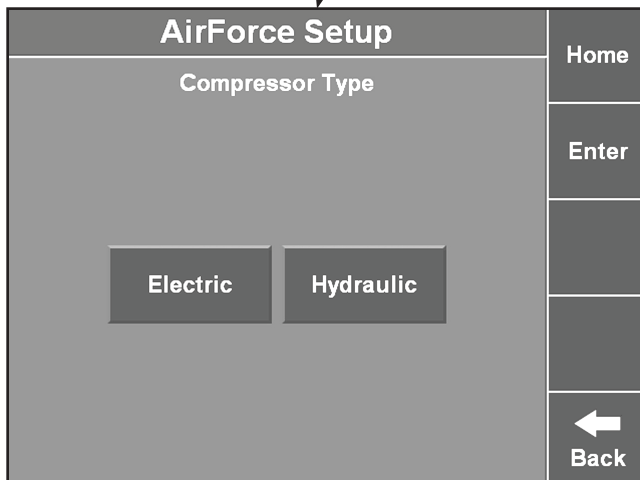 AirForce Setup
Compressor Type
Electric
Hydraulic
Home
Enter
Back